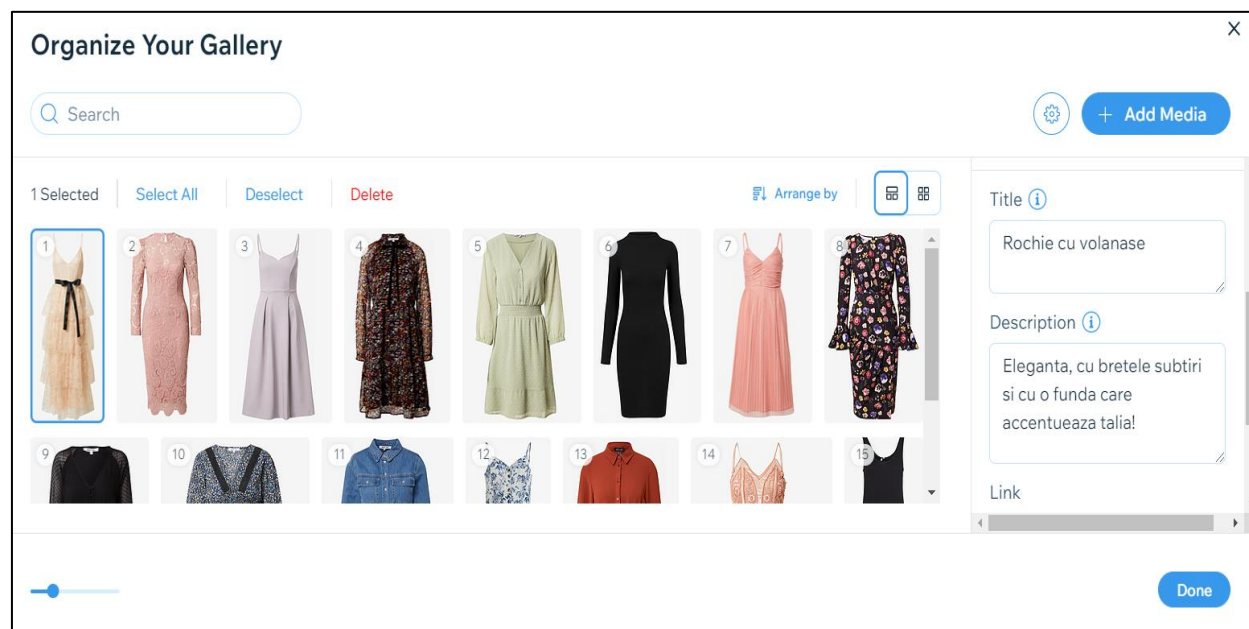 Organize Your Gallery
X
Search
+ Add Media
1 Selected
Select All
Deselect
Delete
Arrange by
1
2
3
4
5
6
7
8
9
10
11
12
13
14
15
Title i
Rochie cu volanase
Description i
Eleganta, cu bretele subtiri
si cu o funda care
accentueaza talia!
Link
Done